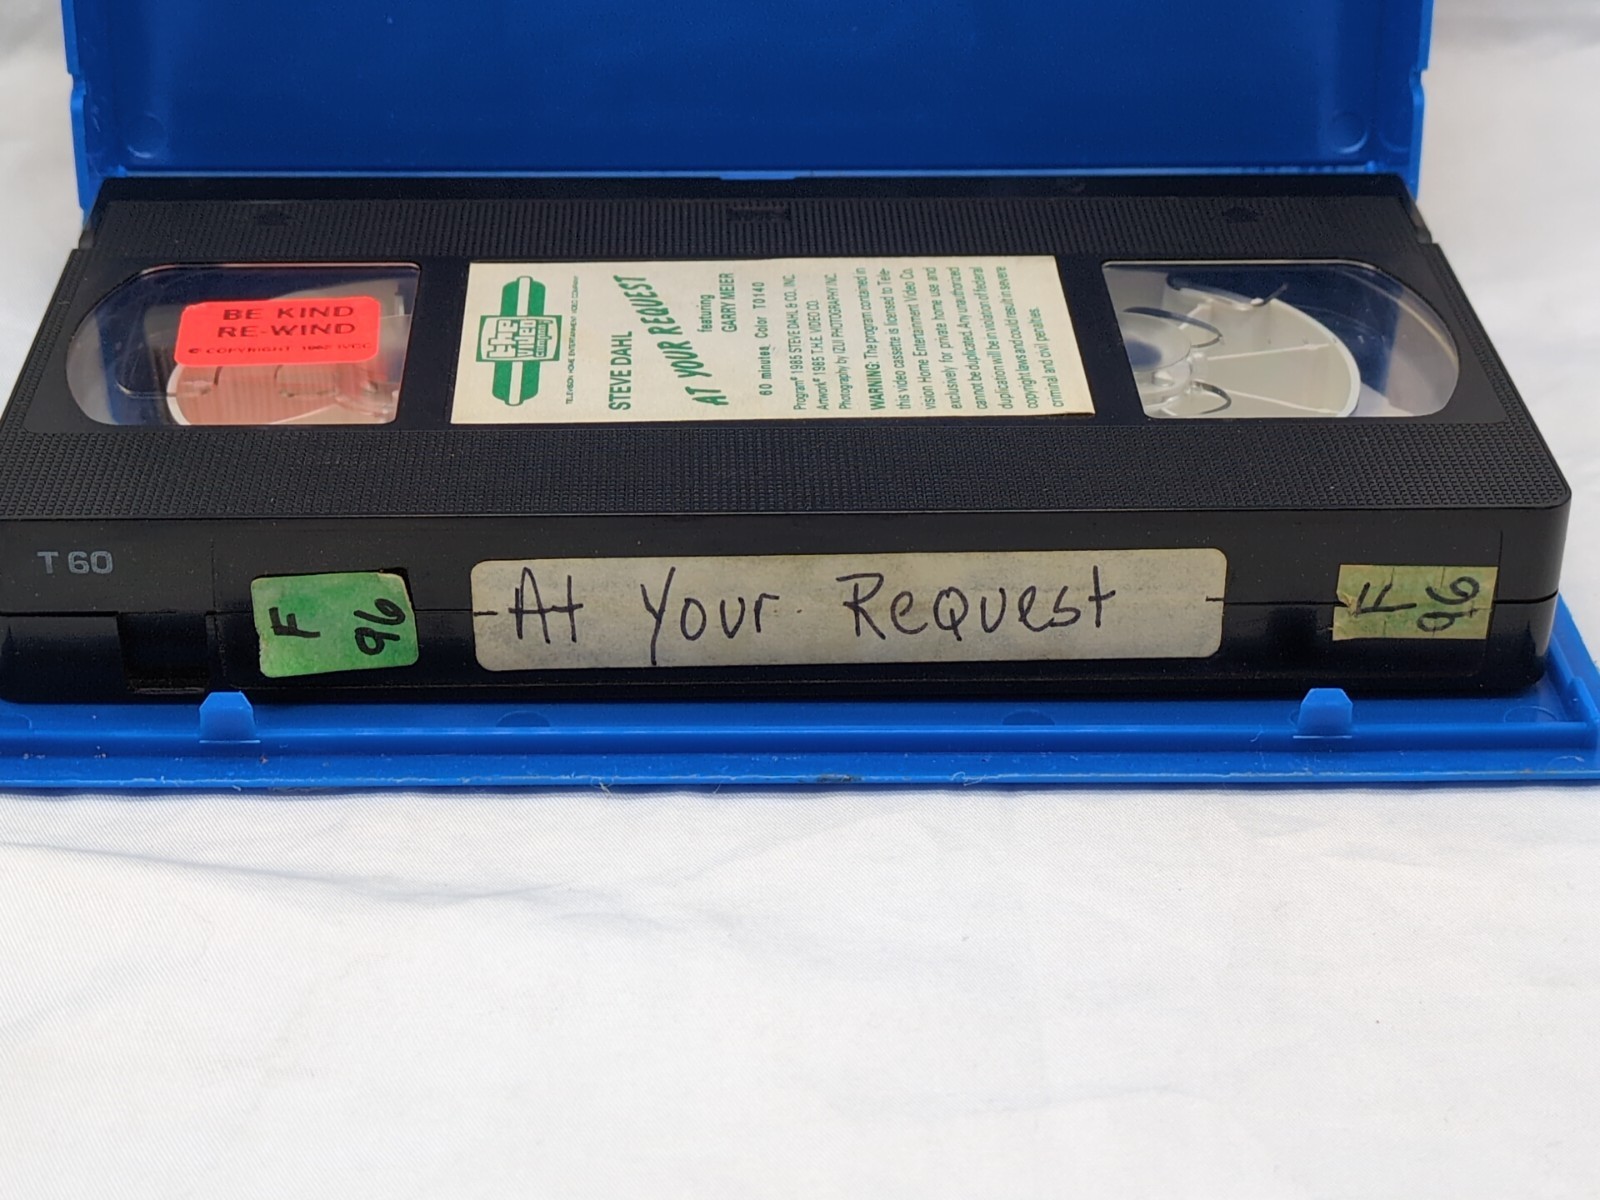 BE KIND
RE-WIND
the
VIDEO
company
TELEVISION HOME ENTERTAINMENT VIDEO COMPANY
STEVE DAHL
AT YOUR REQUEST
featuring
GARRY MEIER
60 minutes Color T0140
Program® 1985 STEVE DAHL & CO., INC.
Artwork® 1985 T.H.E. VIDEO CO.
Photography by IZUI PHOTOGRAPHY INC.
WARNING: The program contained in
this video cassette is licensed to Tele-
vision Home Entertainment Video Co.
exclusively for private home use and
cannot be duplicated. Any unauthorized
duplication will be in violation of federal
copyright laws and could result in severe
criminal and civil penalties.
T 60
F
96
At Your Request
F
96